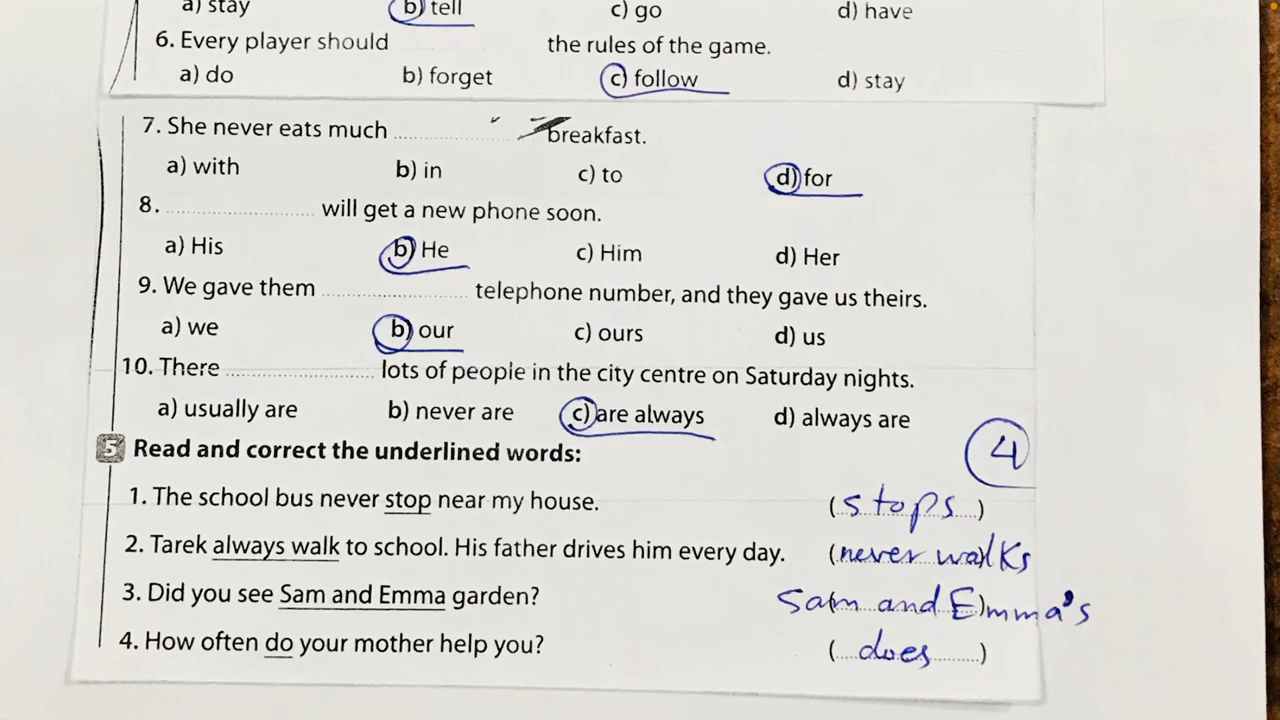 a) stay b) tell c) go d) have
6. Every player should the rules of the game.
a) do b) forget c) follow d) stay
7. She never eats much .................... breakfast.
a) with b) in c) to d) for
8. .................... will get a new phone soon.
a) His b) He c) Him d) Her
9. We gave them .................... telephone number, and they gave us theirs.
a) we b) our c) ours d) us
10. There .................... lots of people in the city centre on Saturday nights.
a) usually are b) never are c) are always d) always are
4
5 Read and correct the underlined words:
1. The school bus never stop near my house. (stops)
2. Tarek always walk to school. His father drives him every day. (never walks)
3. Did you see Sam and Emma garden? (Sam and Emma's)
4. How often do your mother help you? (does)